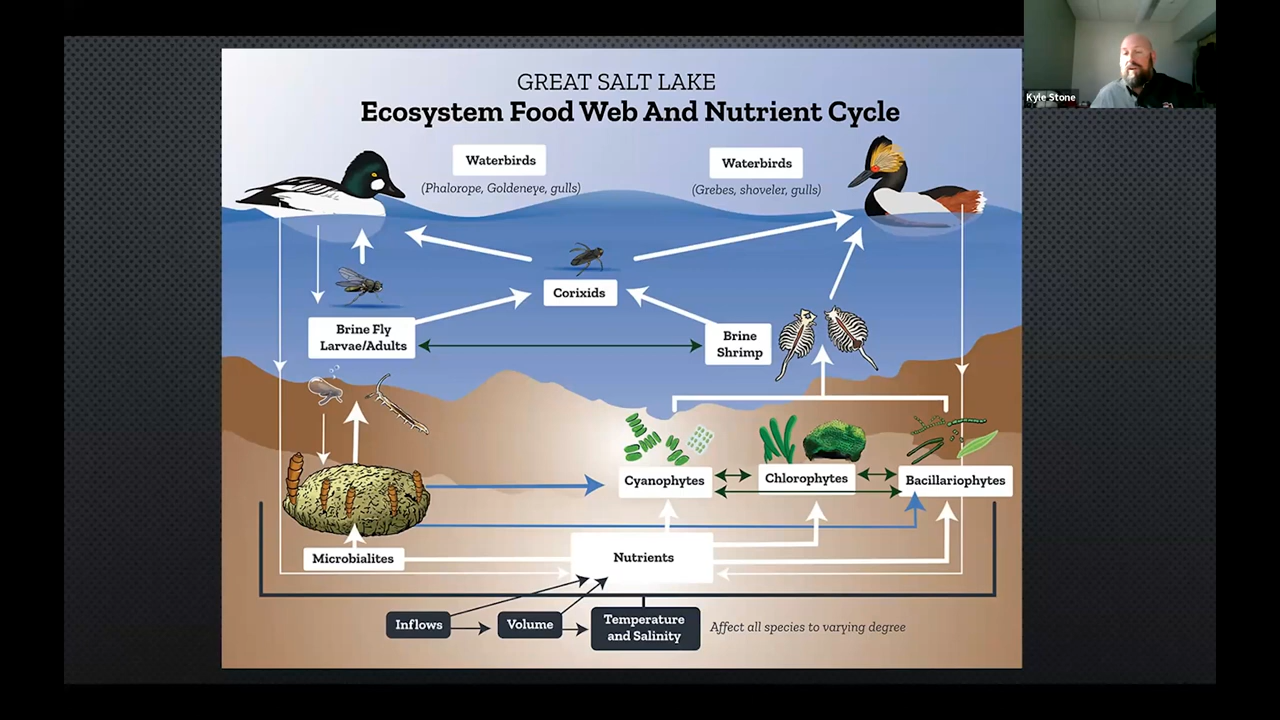 Kyle Stone
GREAT SALT LAKE
Ecosystem Food Web And Nutrient Cycle
Waterbirds
(Phalorope, Goldeneye, gulls)
Waterbirds
(Grebes, shoveler, gulls)
Corixids
Brine Fly
Larvae/Adults
Brine
Shrimp
Cyanophytes
Chlorophytes
Bacillariophytes
Microbialites
Nutrients
Inflows
Volume
Temperature
and Salinity
Affect all species to varying degree